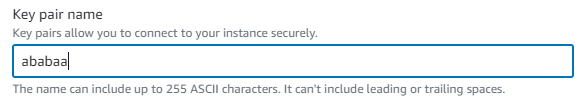 Key pair name
Key pairs allow you to connect to your instance securely.
ababaa
The name can include up to 255 ASCII characters. It can't include leading or trailing spaces.